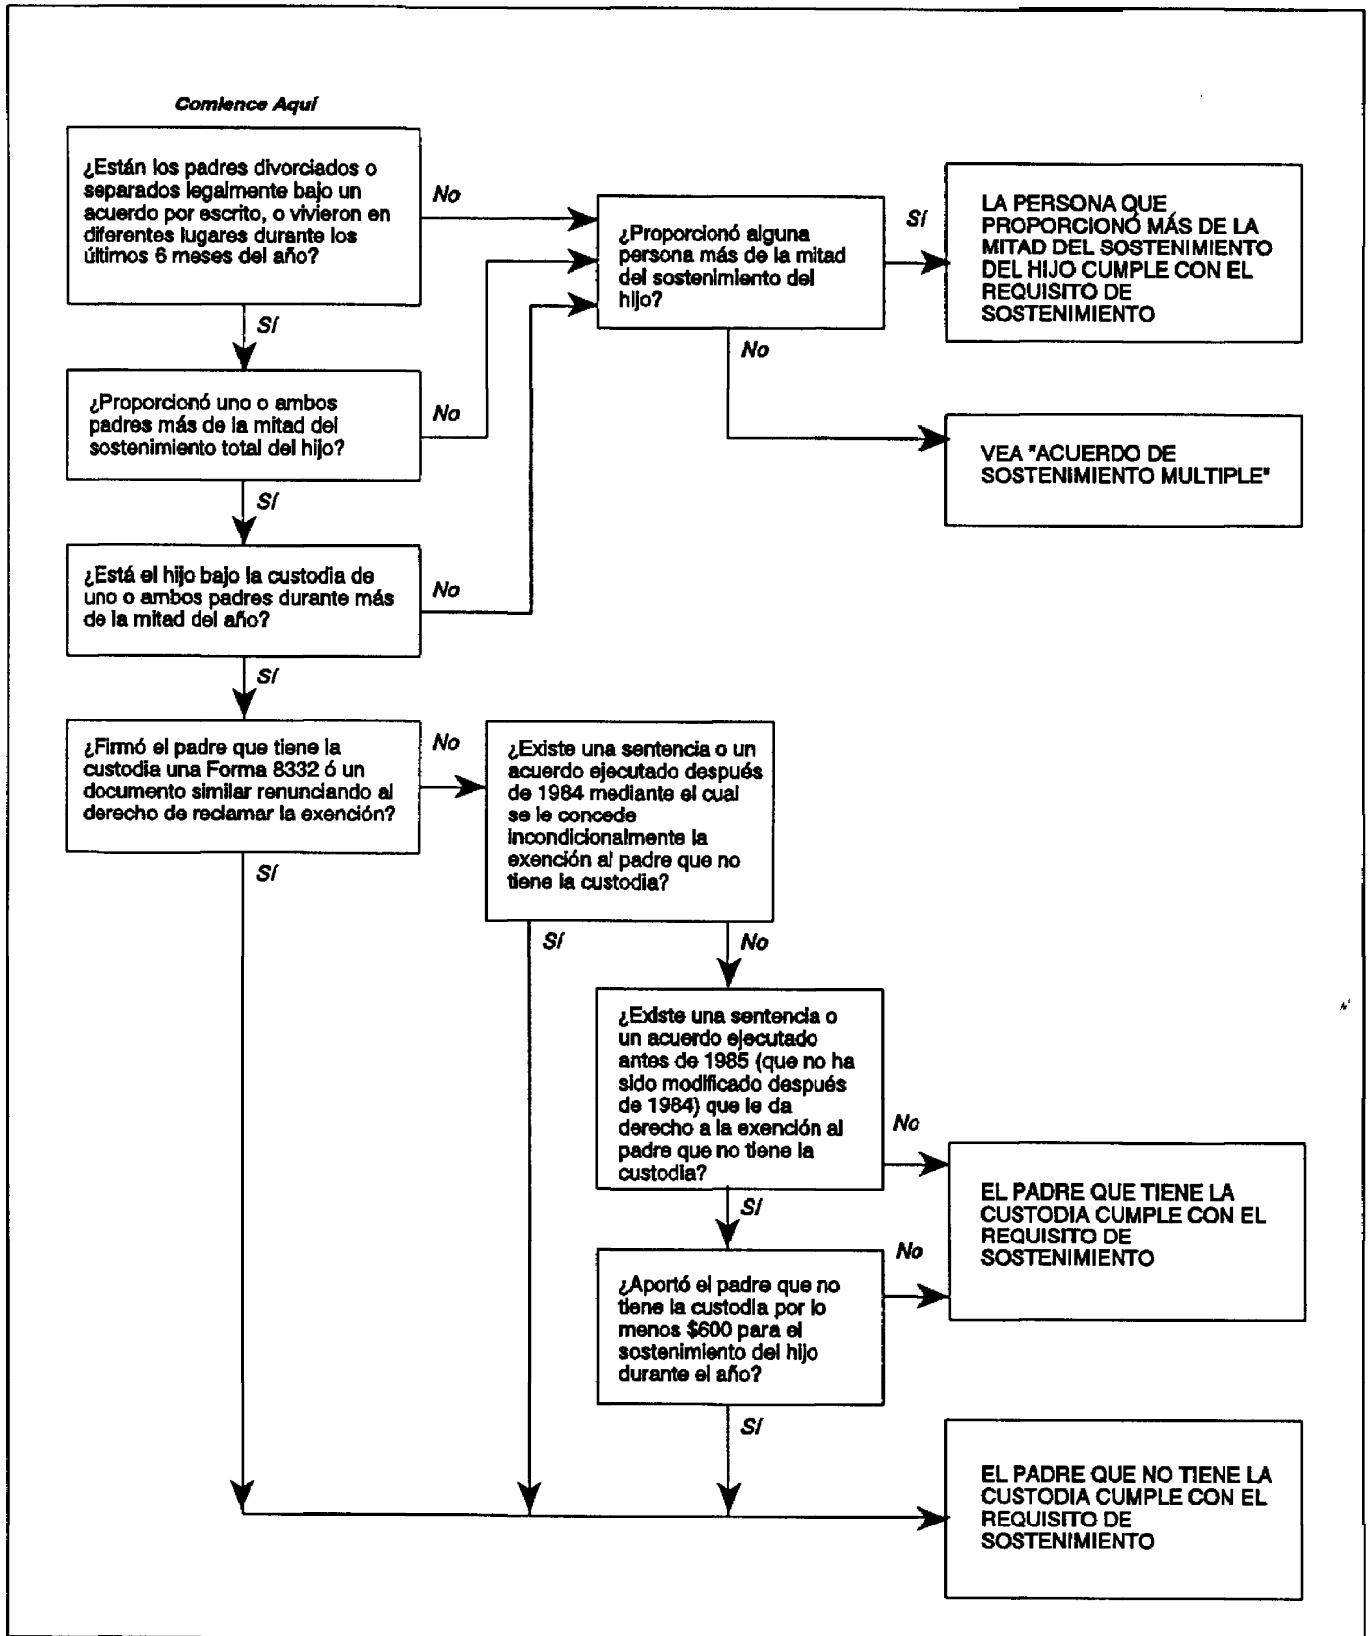 Comience Aquí
¿Están los padres divorciados o
separados legalmente bajo un
acuerdo por escrito, o vivieron en
diferentes lugares durante los
últimos 6 meses del año?
No
Sí
¿Proporcionó alguna
persona más de la mitad
del sostenimiento del
hijo?
Sí
No
LA PERSONA QUE
PROPORCIONÓ MÁS DE LA
MITAD DEL SOSTENIMIENTO
DEL HIJO CUMPLE CON EL
REQUISITO DE
SOSTENIMIENTO
VEA "ACUERDO DE
SOSTENIMIENTO MULTIPLE"
¿Proporcionó uno o ambos
padres más de la mitad del
sostenimiento total del hijo?
No
Sí
¿Está el hijo bajo la custodia de
uno o ambos padres durante más
de la mitad del año?
No
Sí
¿Firmó el padre que tiene la
custodia una Forma 8332 ó un
documento similar renunciando al
derecho de reclamar la exención?
No
Sí
¿Existe una sentencia o un
acuerdo ejecutado después
de 1984 mediante el cual
se le concede
incondicionalmente la
exención al padre que no
tiene la custodia?
Sí
No
¿Existe una sentencia o
un acuerdo ejecutado
antes de 1985 (que no ha
sido modificado después
de 1984) que le da
derecho a la exención al
padre que no tiene la
custodia?
No
Sí
¿Aportó el padre que no
tiene la custodia por lo
menos $600 para el
sostenimiento del hijo
durante el año?
No
Sí
EL PADRE QUE TIENE LA
CUSTODIA CUMPLE CON EL
REQUISITO DE
SOSTENIMIENTO
EL PADRE QUE NO TIENE LA
CUSTODIA CUMPLE CON EL
REQUISITO DE
SOSTENIMIENTO